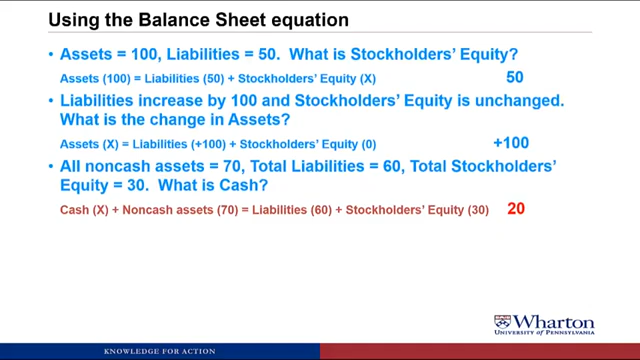 Using the Balance Sheet equation
• Assets = 100, Liabilities = 50. What is Stockholders' Equity?
Assets (100) = Liabilities (50) + Stockholders' Equity (X) 50
• Liabilities increase by 100 and Stockholders' Equity is unchanged.
What is the change in Assets?
Assets (X) = Liabilities (+100) + Stockholders' Equity (0) +100
• All noncash assets = 70, Total Liabilities = 60, Total Stockholders'
Equity = 30. What is Cash?
Cash (X) + Noncash assets (70) = Liabilities (60) + Stockholders' Equity (30) 20
Wharton
UNIVERSITY of PENNSYLVANIA
KNOWLEDGE FOR ACTION